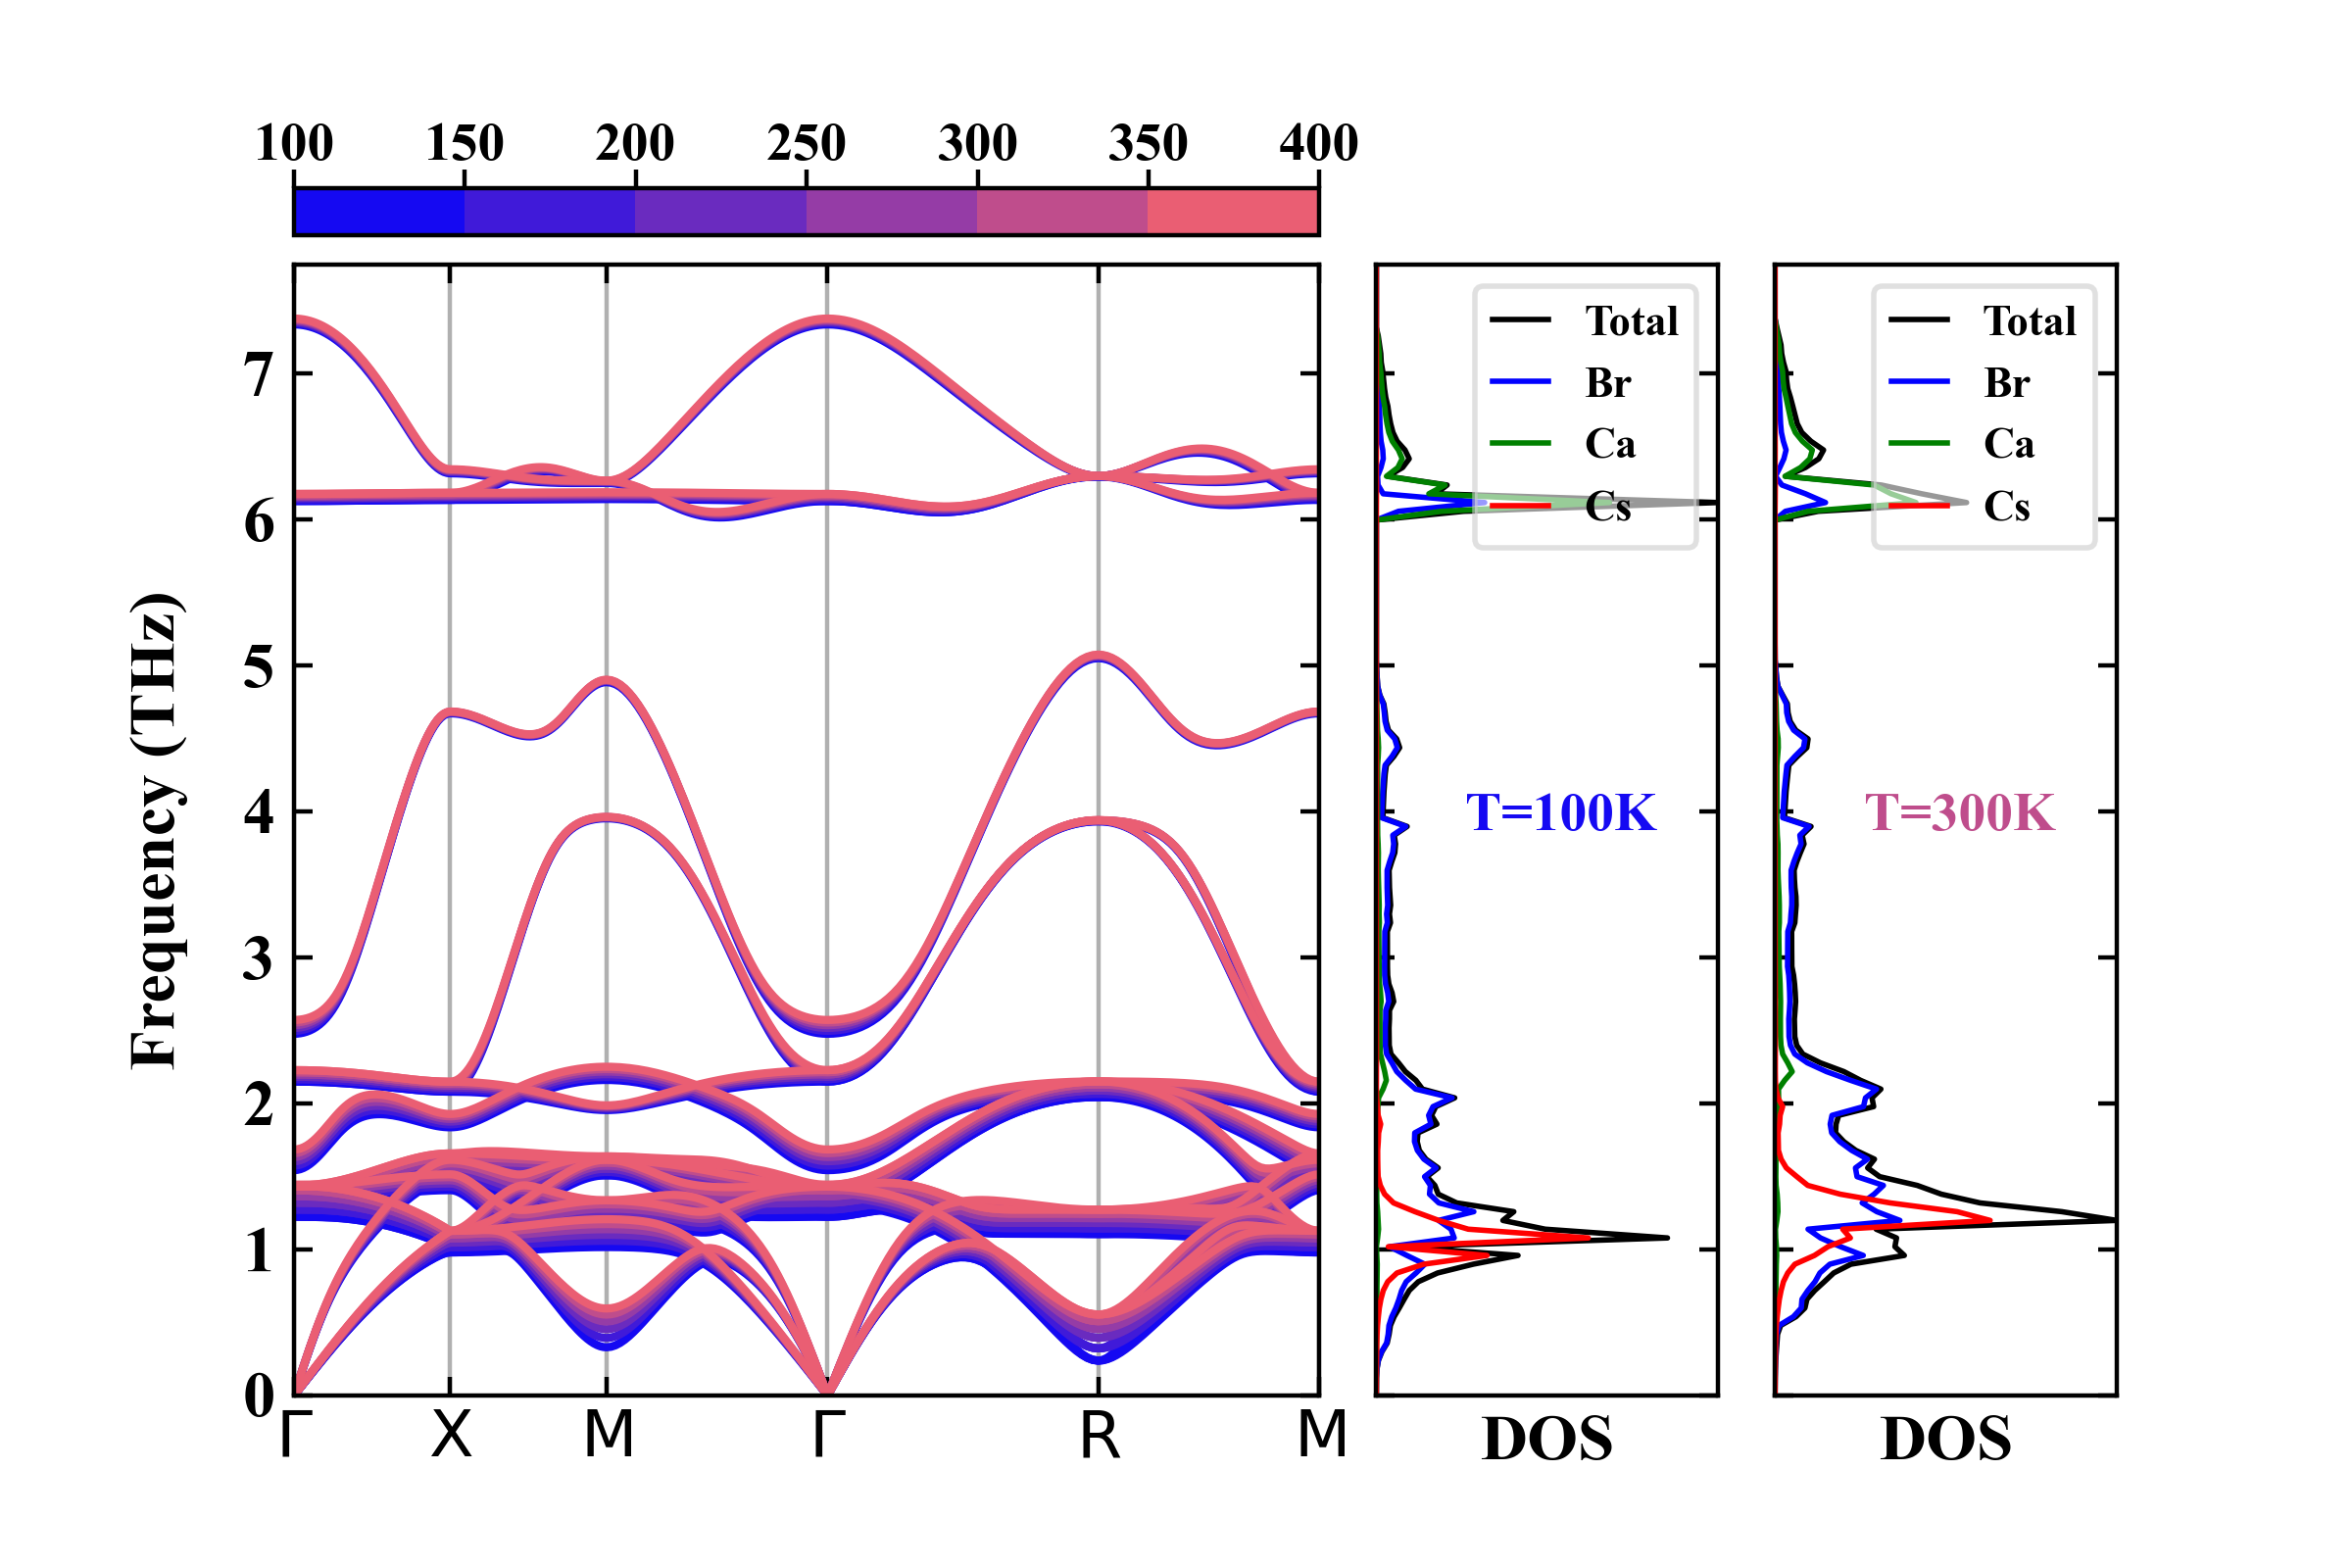 100 150 200 250 300 350 400
Frequency (THz)
7
6
5
4
3
2
1
0
Γ X M Γ R M
Total
Br
Ca
Cs
T=100K
DOS
Total
Br
Ca
Cs
T=300K
DOS